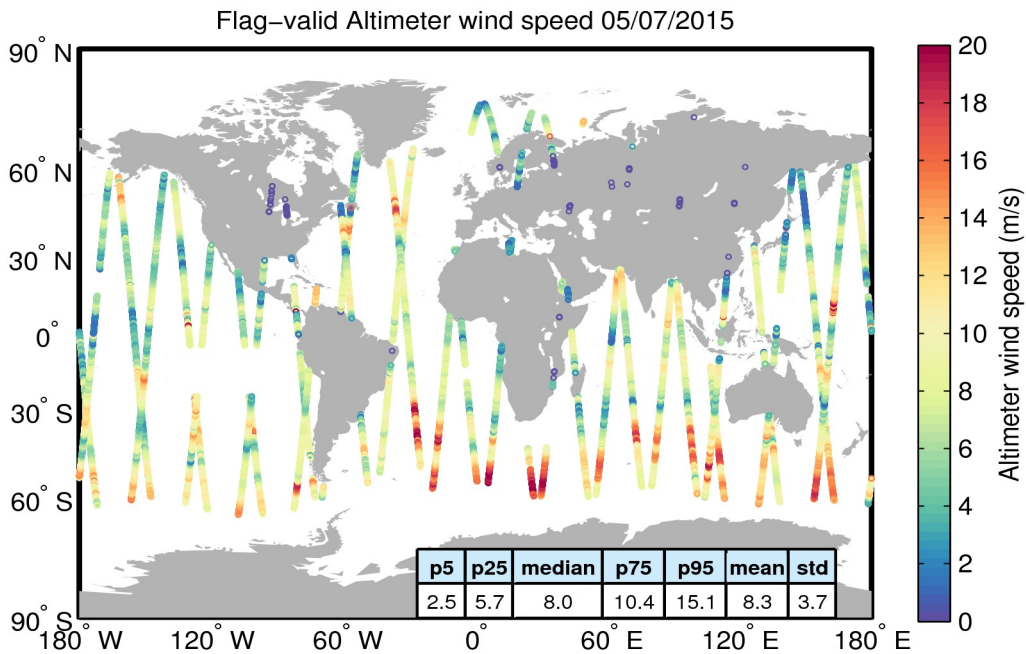 Flag−valid Altimeter wind speed 05/07/2015
90° N
60° N
30° N
0°
30° S
60° S
90° S
180° W
120° W
60° W
0°
60° E
120° E
180° E
p5 p25 median p75 p95 mean std
2.5 5.7 8.0 10.4 15.1 8.3 3.7
20
18
16
14
12
10
8
6
4
2
0
Altimeter wind speed (m/s)